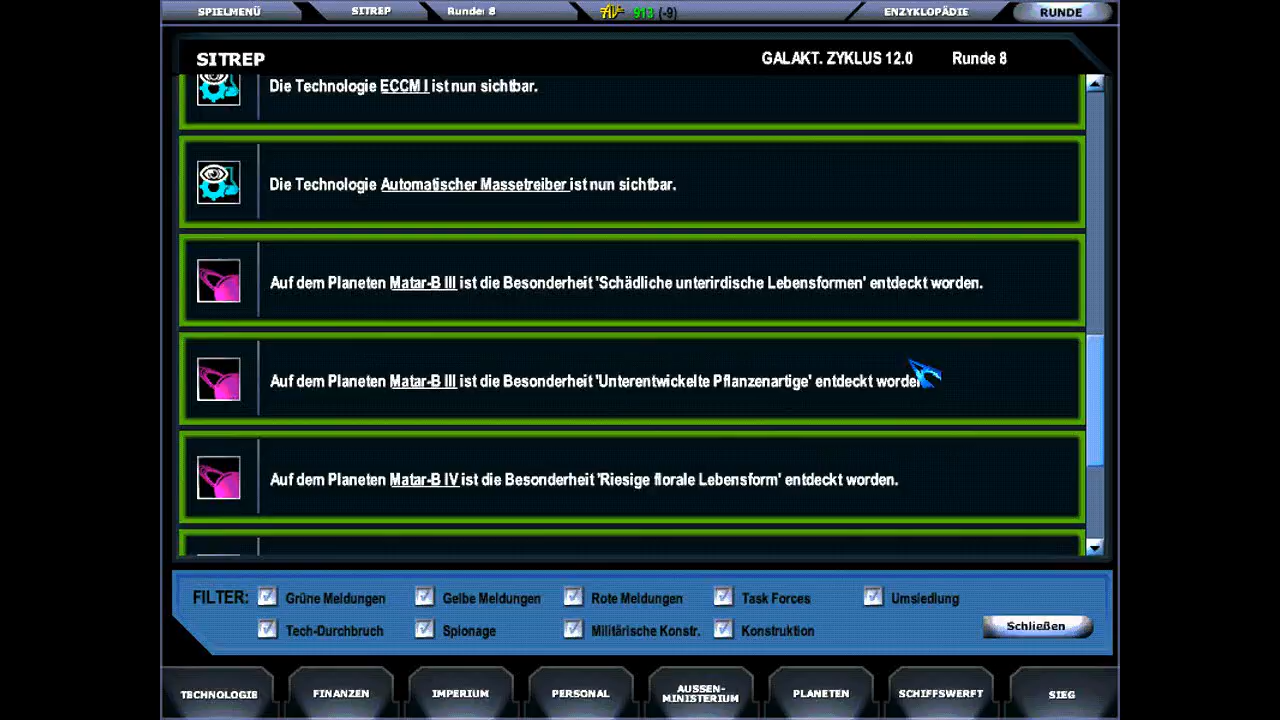 SPIELMENÜ SITREP Runde: 8 913 (-9) ENZYKLOPÄDIE RUNDE
SITREP GALAKT. ZYKLUS 12.0 Runde 8
Die Technologie ECCM I ist nun sichtbar.
Die Technologie Automatischer Massetreiber ist nun sichtbar.
Auf dem Planeten Matar-B III ist die Besonderheit 'Schädliche unterirdische Lebensformen' entdeckt worden.
Auf dem Planeten Matar-B III ist die Besonderheit 'Unterentwickelte Pflanzenartige' entdeckt worden
Auf dem Planeten Matar-B IV ist die Besonderheit 'Riesige florale Lebensform' entdeckt worden.
FILTER: Grüne Meldungen Gelbe Meldungen Rote Meldungen Task Forces Umsiedlung
Tech-Durchbruch Spionage Militärische Konstr. Konstruktion Schließen
TECHNOLOGIE FINANZEN IMPERIUM PERSONAL AUSSEN-MINISTERIUM PLANETEN SCHIFFSWERFT SIEG